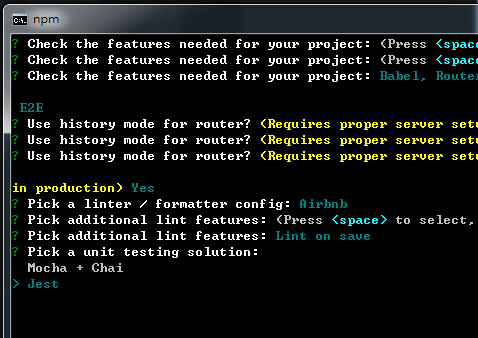 npm
? Check the features needed for your project: (Press <space
? Check the features needed for your project: (Press <space
? Check the features needed for your project: Babel, Router
E2E
? Use history mode for router? (Requires proper server setu
? Use history mode for router? (Requires proper server setu
? Use history mode for router? (Requires proper server setu
in production) Yes
? Pick a linter / formatter config: Airbnb
? Pick additional lint features: (Press <space> to select,
? Pick additional lint features: Lint on save
? Pick a unit testing solution:
Mocha + Chai
> Jest